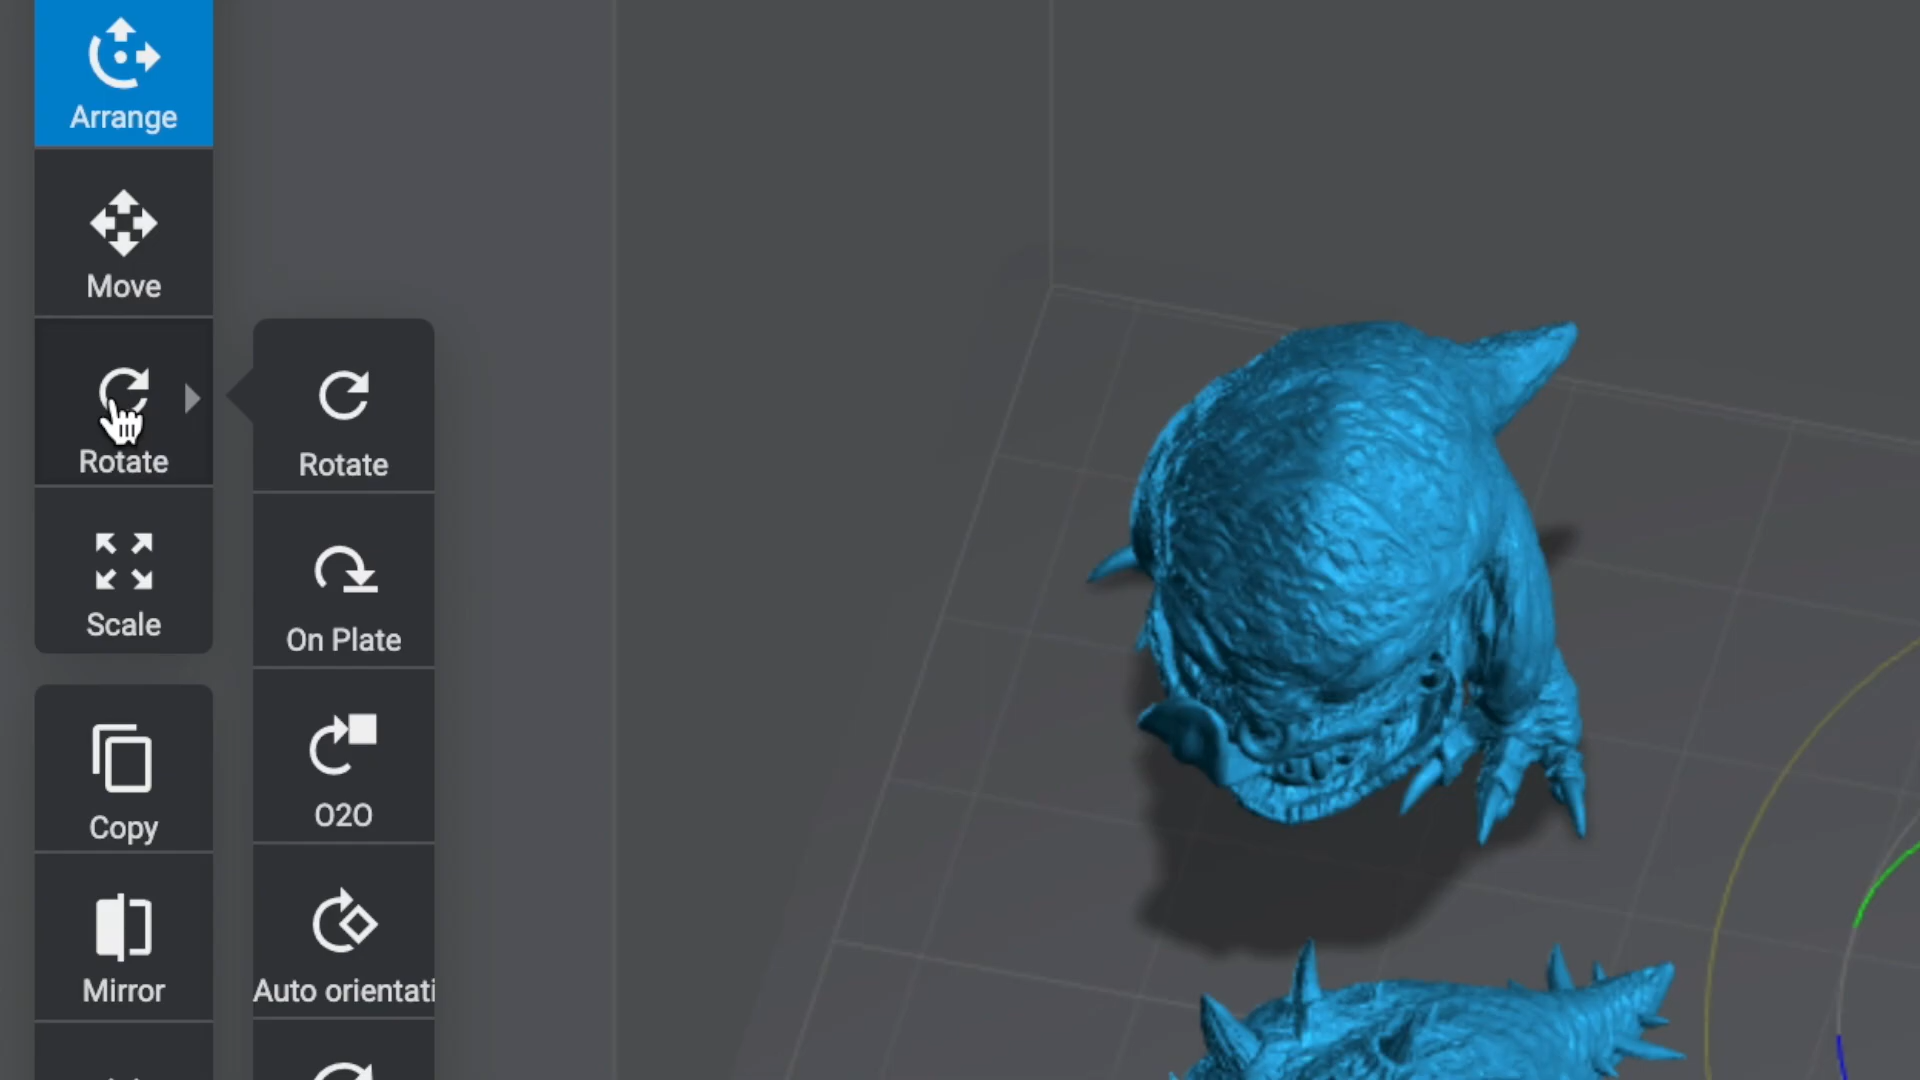 Arrange
Move
Rotate
Scale
Copy
Mirror
Rotate
On Plate
O2O
Auto orientati